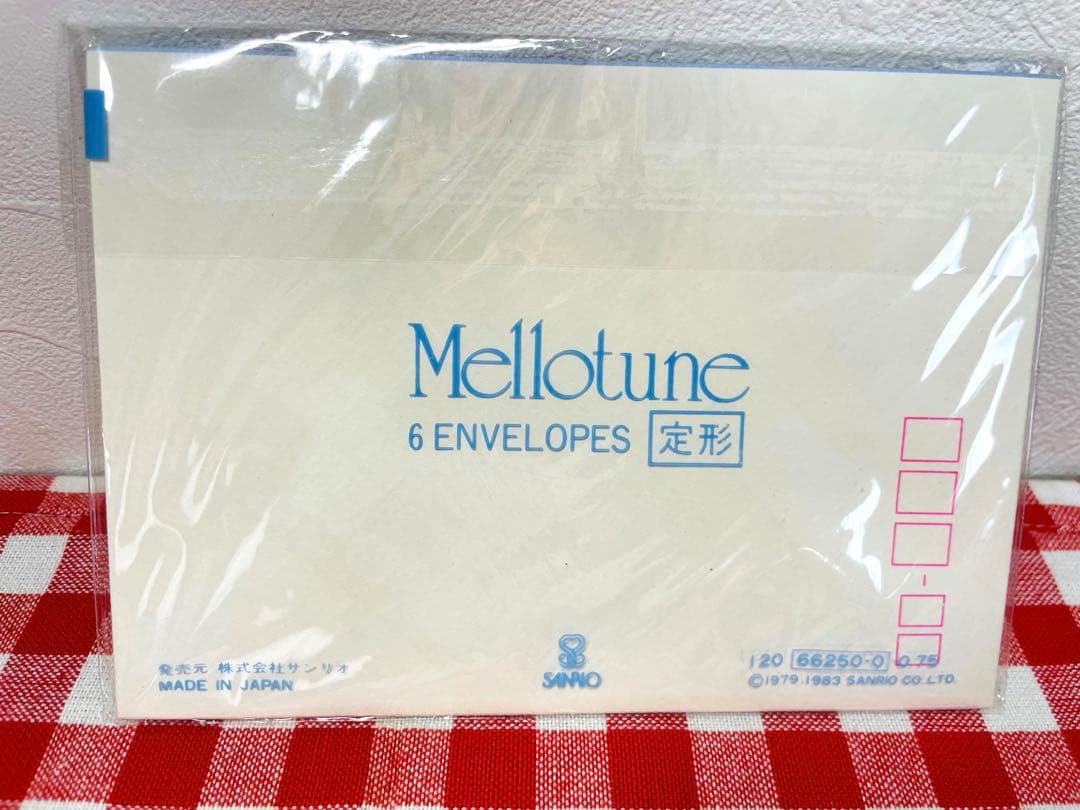 Mellotune
6 ENVELOPES 定形
発売元 株式会社サンリオ
MADE IN JAPAN
SANRIO
120 66250-0 0.75
©1979.1983 SANRIO CO.,LTD.